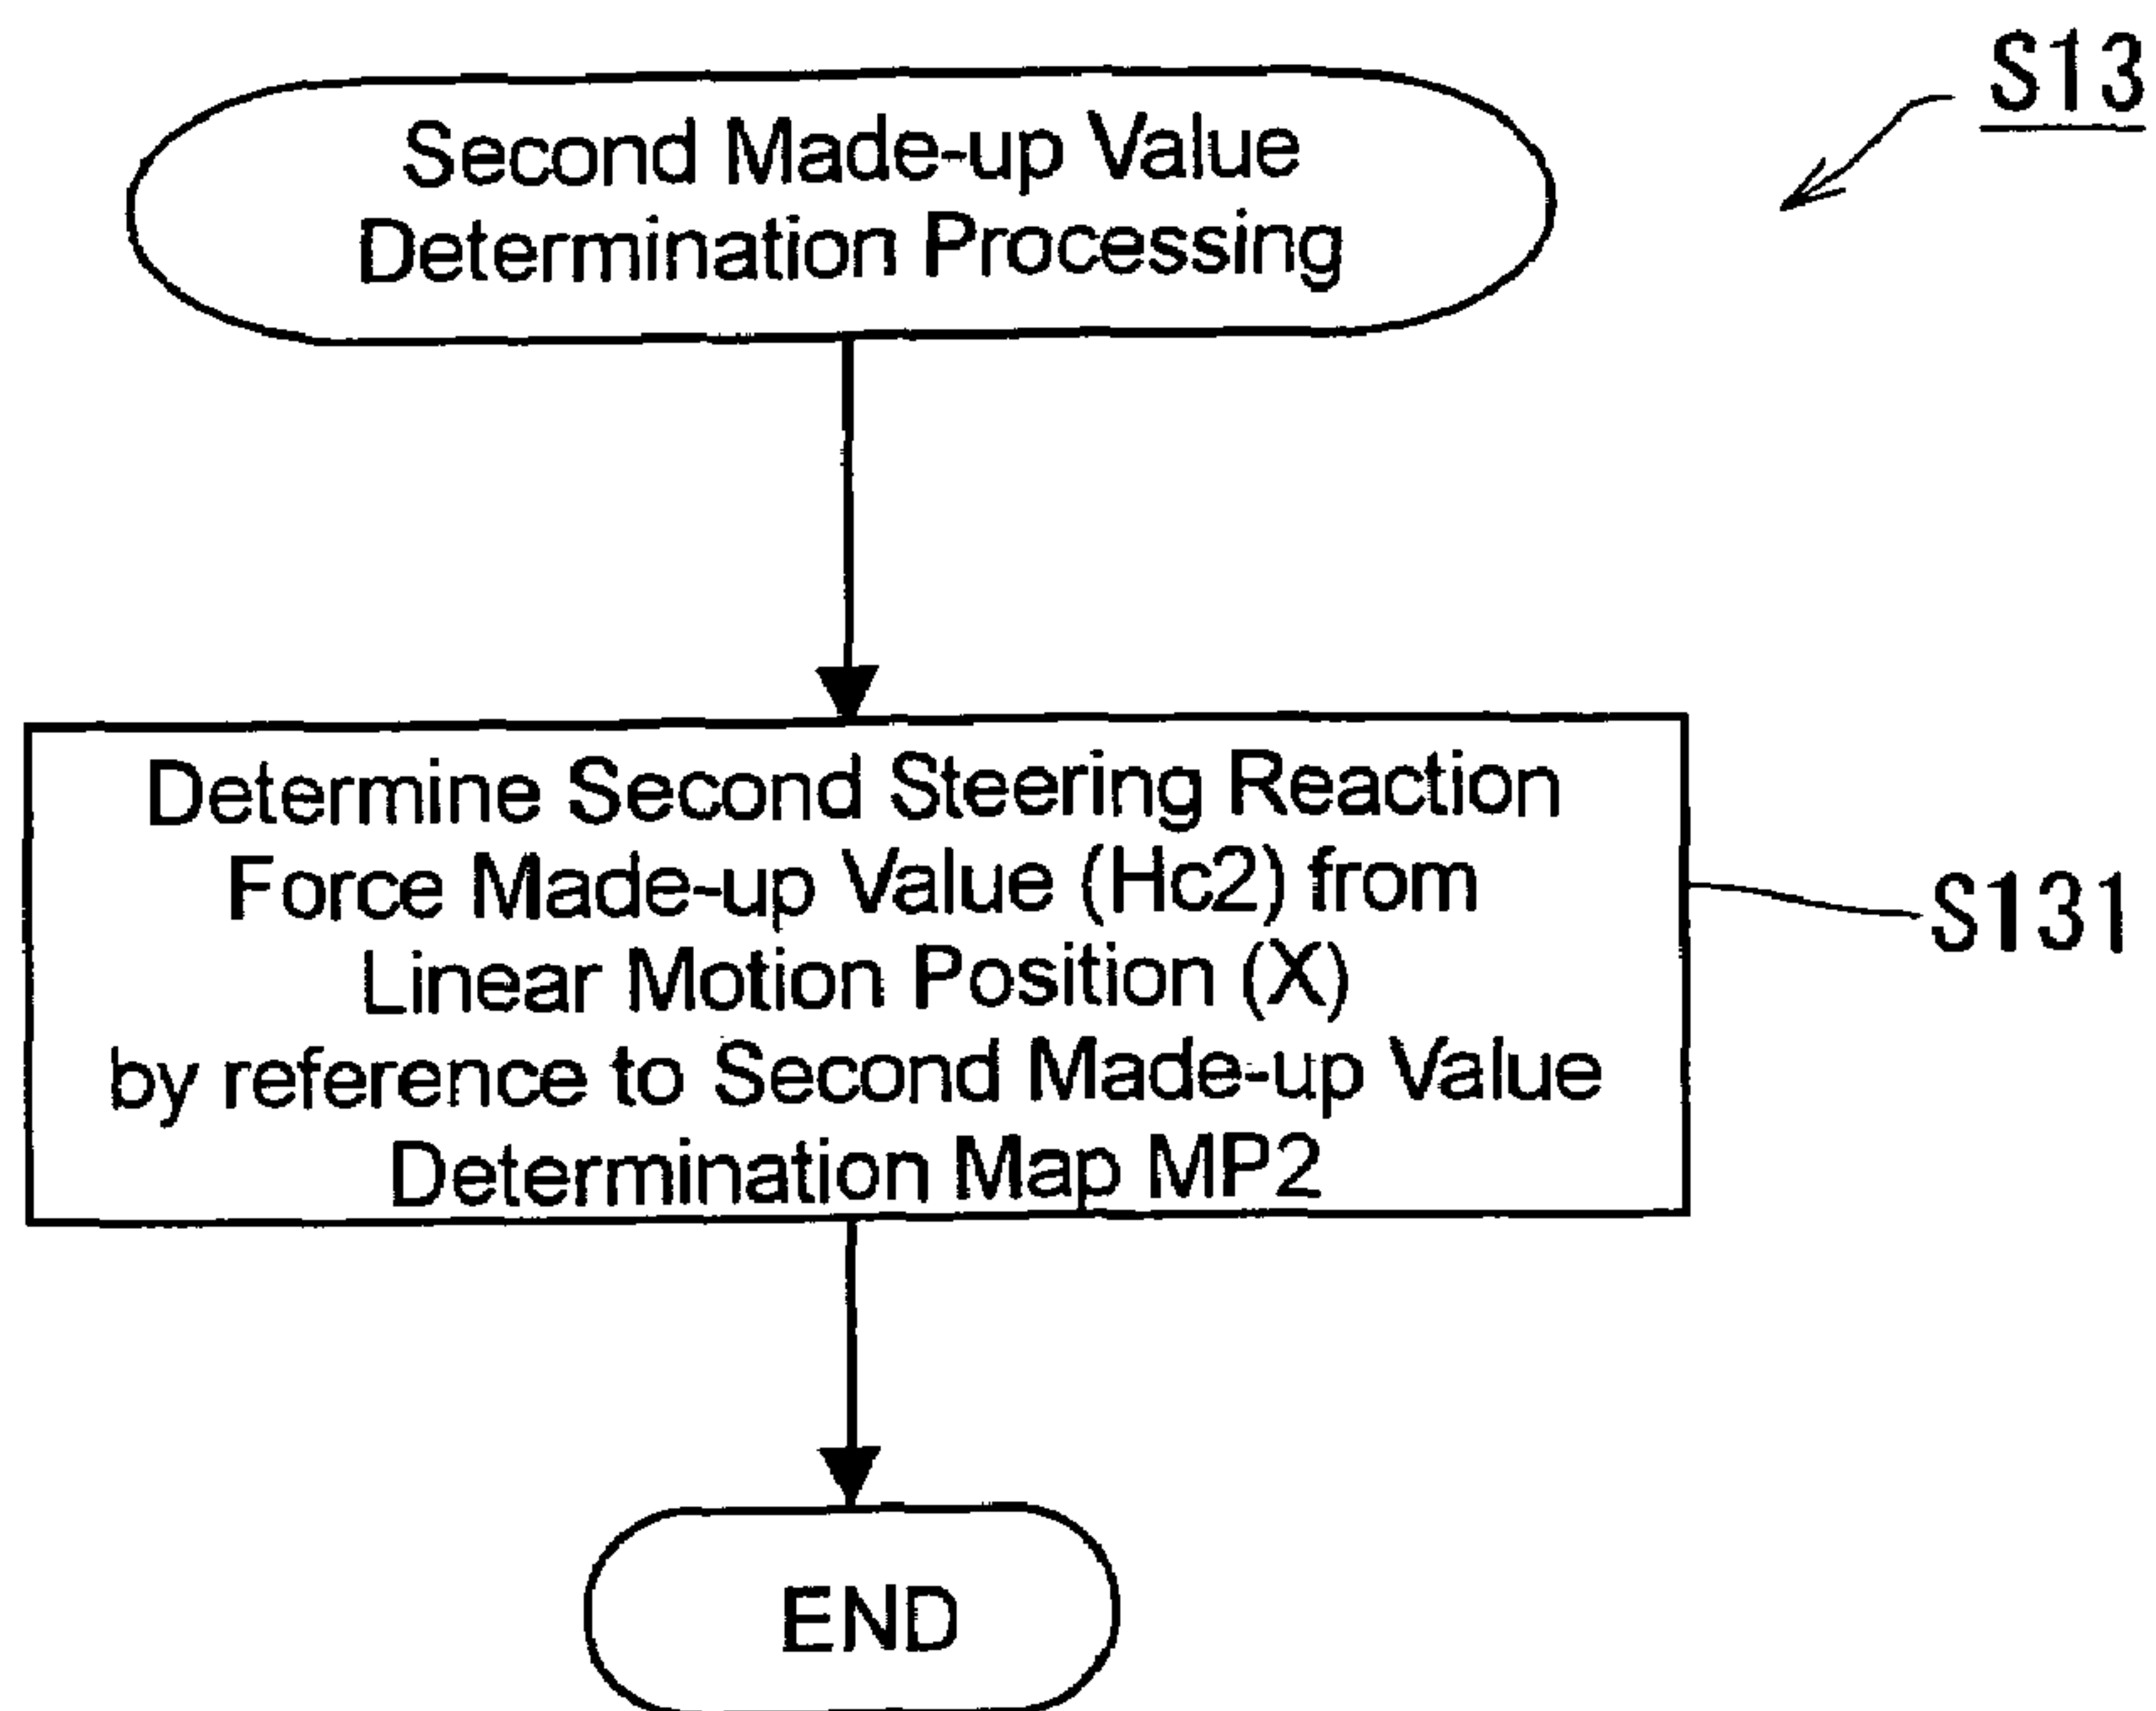 S13
Second Made-up Value
Determination Processing
Determine Second Steering Reaction
Force Made-up Value (Hc2) from
Linear Motion Position (X)
by reference to Second Made-up Value
Determination Map MP2
S131
END